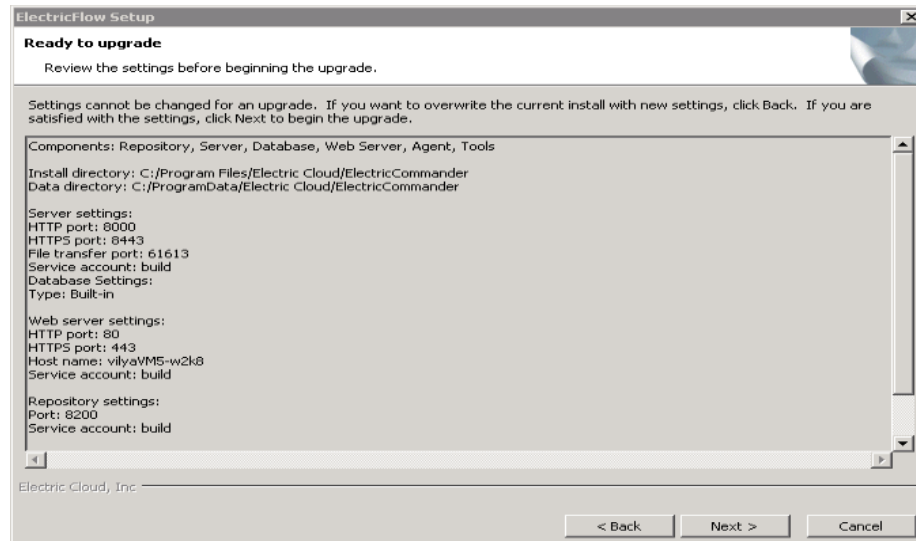 ElectricFlow Setup
Ready to upgrade
Review the settings before beginning the upgrade.
Settings cannot be changed for an upgrade. If you want to overwrite the current install with new settings, click Back. If you are
satisfied with the settings, click Next to begin the upgrade.
Components: Repository, Server, Database, Web Server, Agent, Tools
Install directory: C:/Program Files/Electric Cloud/ElectricCommander
Data directory: C:/ProgramData/Electric Cloud/ElectricCommander
Server settings:
HTTP port: 8000
HTTPS port: 8443
File transfer port: 61613
Service account: build
Database Settings:
Type: Built-in
Web server settings:
HTTP port: 80
HTTPS port: 443
Host name: vilyaVM5-w2k8
Service account: build
Repository settings:
Port: 8200
Service account: build
Electric Cloud, Inc
< Back
Next >
Cancel